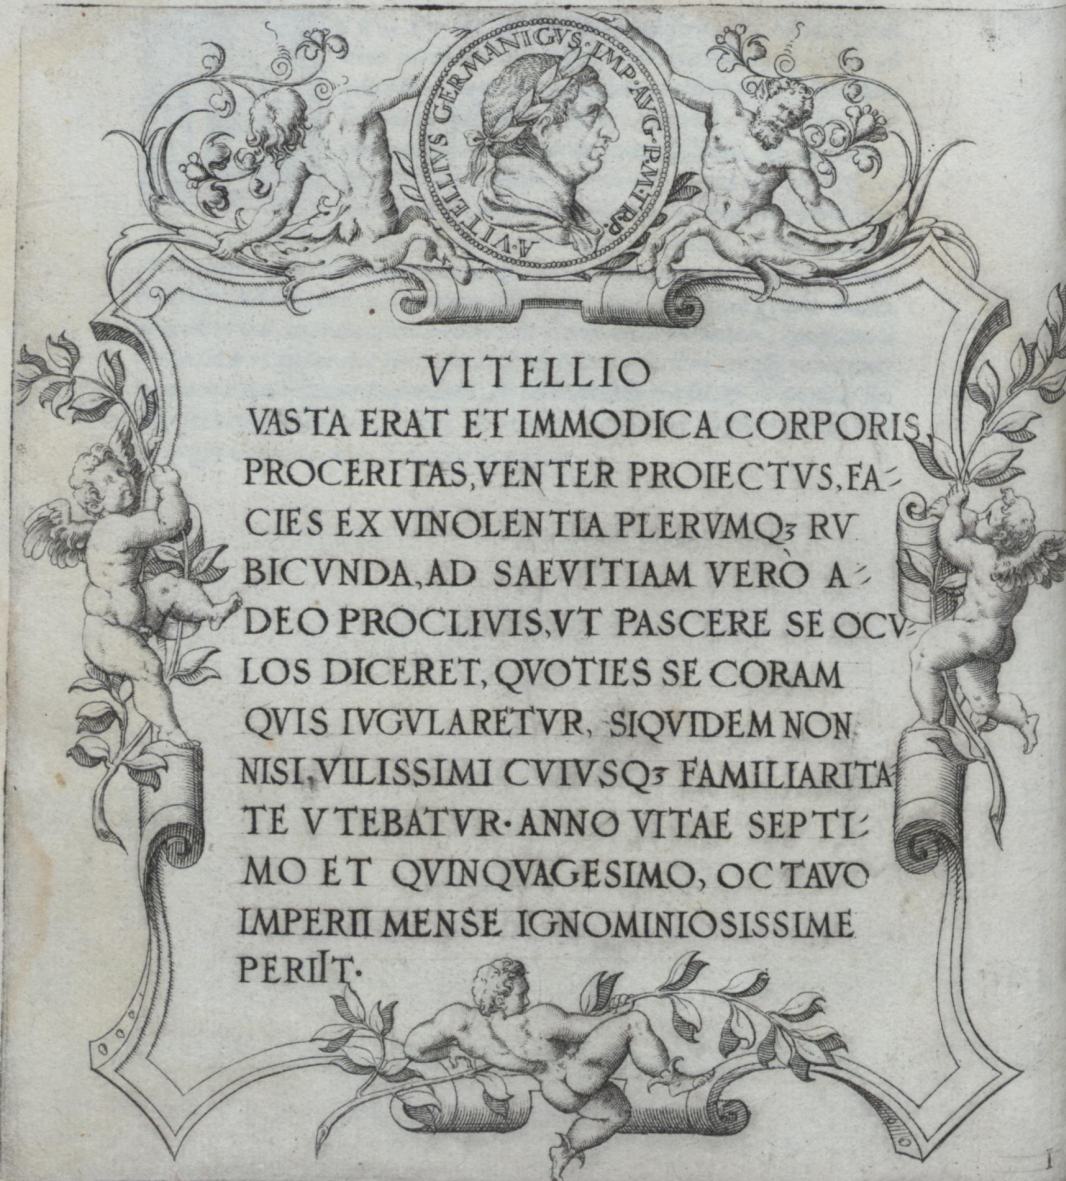 A·VITELLIVS GERMANICVS·IMP·AVG·P·M·TR·P·
VITELLIO
VASTA ERAT ET IMMODICA CORPORIS
PROCERITAS, VENTER PROIECTVS, FA-
CIES EX VINOLENTIA PLERVMQꝫ RV
BICVNDA, AD SAEVITIAM VERÒ A-
DEO PROCLIVIS, VT PASCERE SE OCV-
LOS DICERET, QVOTIES SE CORAM
QVIS IVGVLARETVR, SIQVIDEM NON
NISI, VILISSIMI CVIVSQꝫ FAMILIARITA
TE VTEBATVR· ANNO VITAE SEPTI-
MO ET QVINQVAGESIMO, OCTAVO
IMPERII MENSE IGNOMINIOSISSIME
PERIIT·